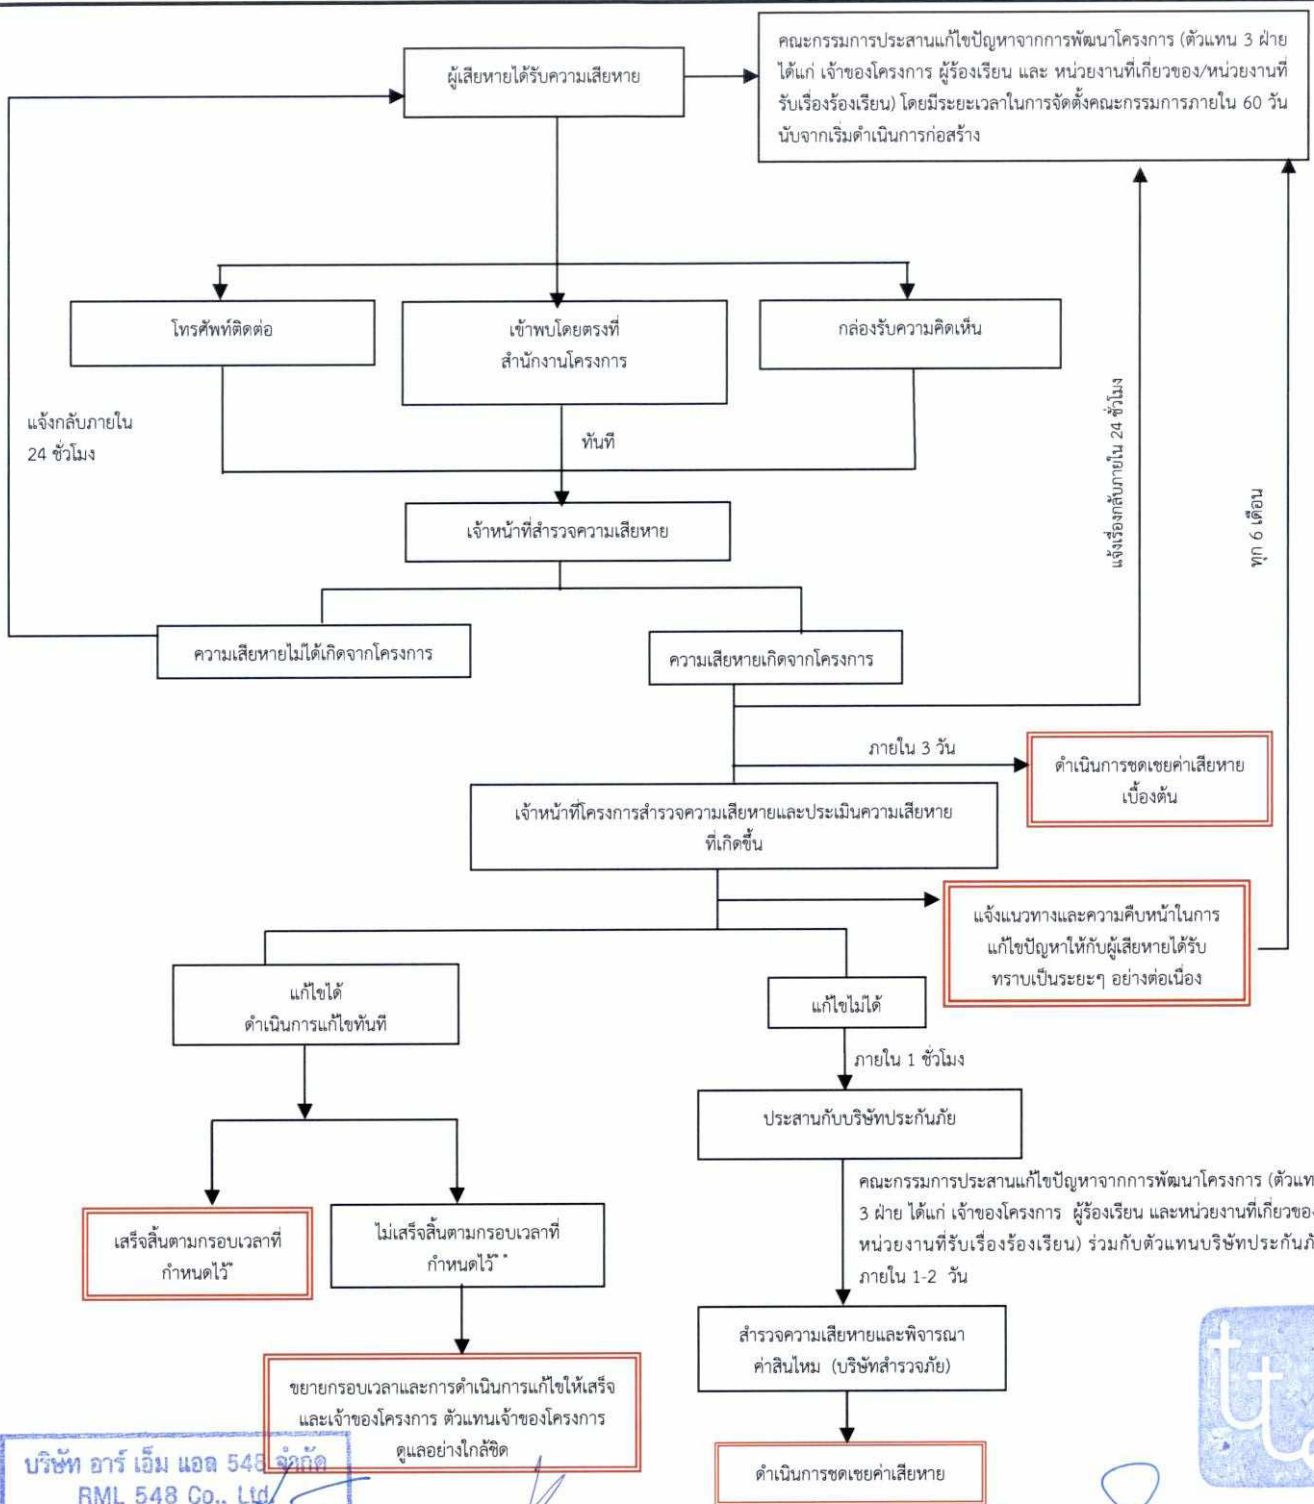 ผู้เสียหายได้รับความเสียหาย
คณะกรรมการประสานแก้ไขปัญหาจากการพัฒนาโครงการ (ตัวแทน 3 ฝ่าย
ได้แก่ เจ้าของโครงการ ผู้ร้องเรียน และ หน่วยงานที่เกี่ยวของ/หน่วยงานที่
รับเรื่องร้องเรียน) โดยมีระยะเวลาในการจัดตั้งคณะกรรมการภายใน 60 วัน
นับจากเริ่มดำเนินการก่อสร้าง
โทรศัพท์ติดต่อ
เข้าพบโดยตรงที่
สำนักงานโครงการ
กล่องรับความคิดเห็น
แจ้งกลับภายใน
24 ชั่วโมง
ทันที
แจ้งเรื่องกลับภายใน 24 ชั่วโมง
ทุก 6 เดือน
เจ้าหน้าที่สำรวจความเสียหาย
ความเสียหายไม่ได้เกิดจากโครงการ
ความเสียหายเกิดจากโครงการ
ภายใน 3 วัน
ดำเนินการชดเชยค่าเสียหาย
เบื้องต้น
เจ้าหน้าที่โครงการสำรวจความเสียหายและประเมินความเสียหาย
ที่เกิดขึ้น
แจ้งแนวทางและความคืบหน้าในการ
แก้ไขปัญหาให้กับผู้เสียหายได้รับ
ทราบเป็นระยะๆ อย่างต่อเนื่อง
แก้ไขได้
ดำเนินการแก้ไขทันที
แก้ไขไม่ได้
ภายใน 1 ชั่วโมง
ประสานกับบริษัทประกันภัย
คณะกรรมการประสานแก้ไขปัญหาจากการพัฒนาโครงการ (ตัวแท
3 ฝ่าย ได้แก่ เจ้าของโครงการ ผู้ร้องเรียน และหน่วยงานที่เกี่ยวของ
หน่วยงานที่รับเรื่องร้องเรียน) ร่วมกับตัวแทนบริษัทประกันภั
ภายใน 1-2 วัน
เสร็จสิ้นตามกรอบเวลาที่
กำหนดไว้*
ไม่เสร็จสิ้นตามกรอบเวลาที่
กำหนดไว้**
สำรวจความเสียหายและพิจารณา
ค่าสินไหม (บริษัทสำรวจภัย)
ขยายกรอบเวลาและการดำเนินการแก้ไขให้เสร็จ
และเจ้าของโครงการ ตัวแทนเจ้าของโครงการ
ดูแลอย่างใกล้ชิด
ดำเนินการชดเชยค่าเสียหาย
บริษัท อาร์ เอ็ม แอล 548 จำกัด
RML 548 Co., Ltd.